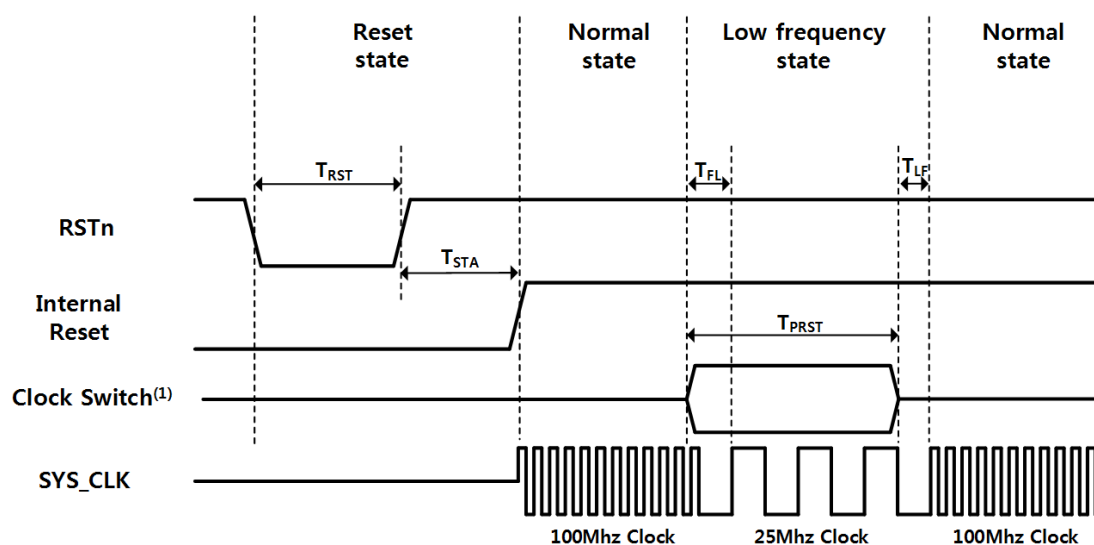 Reset Normal Low frequency Normal
state state state state
TRST TFL TLF
RSTn
TSTA
Internal
Reset
TPRST
Clock Switch(1)
SYS_CLK
100Mhz Clock 25Mhz Clock 100Mhz Clock